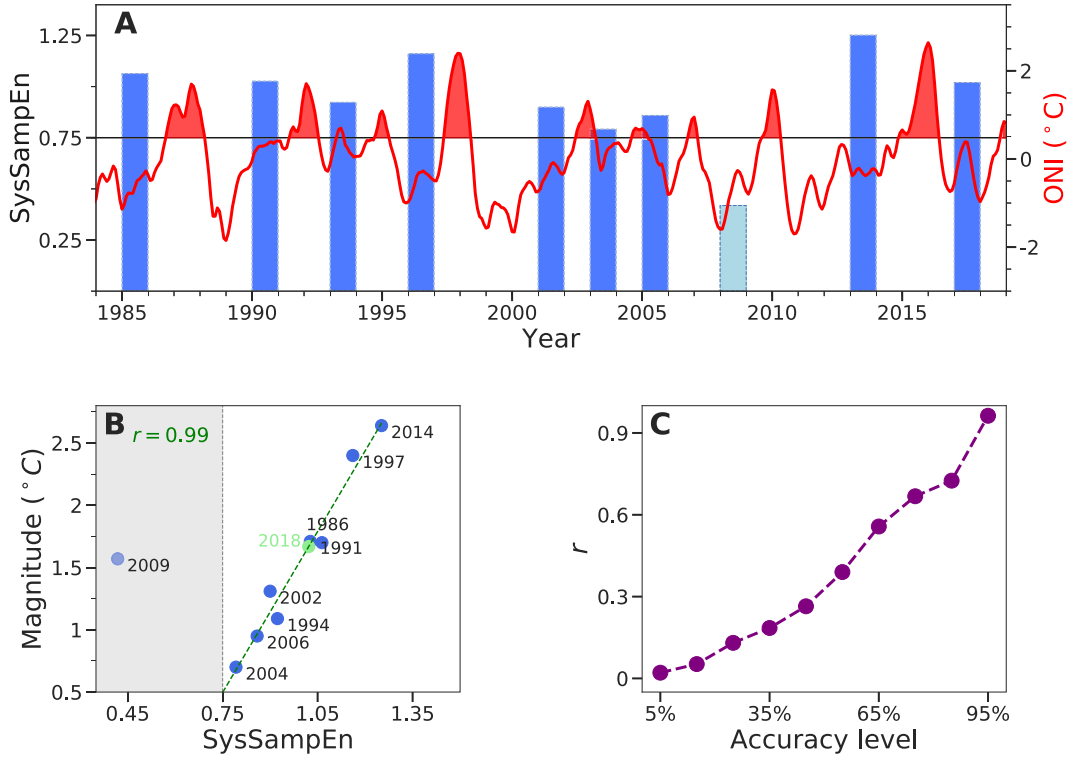 A
SysSampEn
1.25
0.75
0.25
2
0
-2
ONI (°C)
1985 1990 1995 2000 2005 2010 2015
Year
B
r = 0.99
Magnitude (°C)
2.5
2
1.5
1
0.5
2014
1997
1986
2018
1991
2009
2002
1994
2006
2004
0.45 0.75 1.05 1.35
SysSampEn
C
r
0.9
0.6
0.3
0
5% 35% 65% 95%
Accuracy level